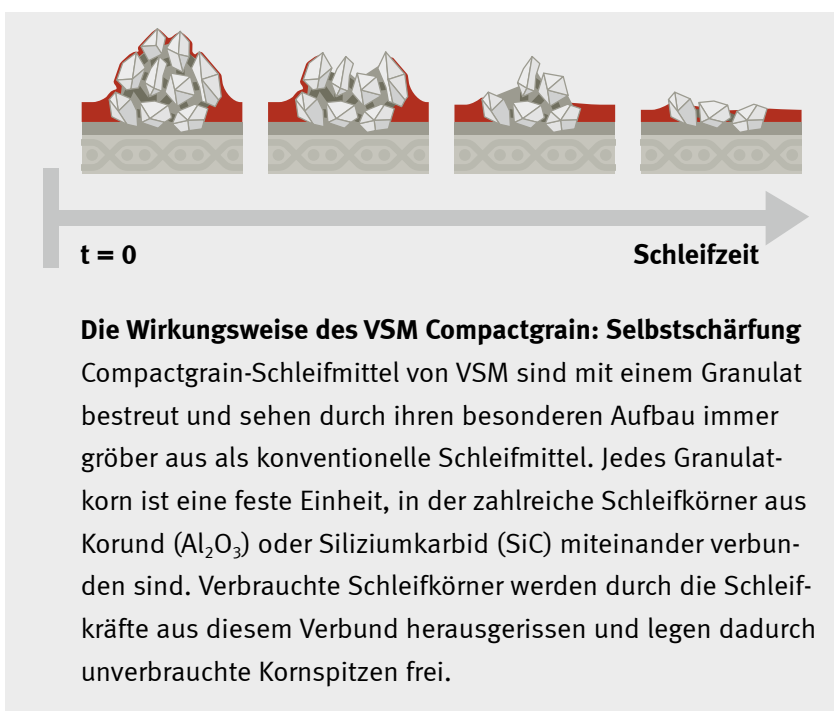 t = 0
Schleifzeit
Die Wirkungsweise des VSM Compactgrain: Selbstschärfung
Compactgrain-Schleifmittel von VSM sind mit einem Granulat
bestreut und sehen durch ihren besonderen Aufbau immer
gröber aus als konventionelle Schleifmittel. Jedes Granulat-
korn ist eine feste Einheit, in der zahlreiche Schleifkörner aus
Korund (Al₂O₃) oder Siliziumkarbid (SiC) miteinander verbun-
den sind. Verbrauchte Schleifkörner werden durch die Schleif-
kräfte aus diesem Verbund herausgerissen und legen dadurch
unverbrauchte Kornspitzen frei.